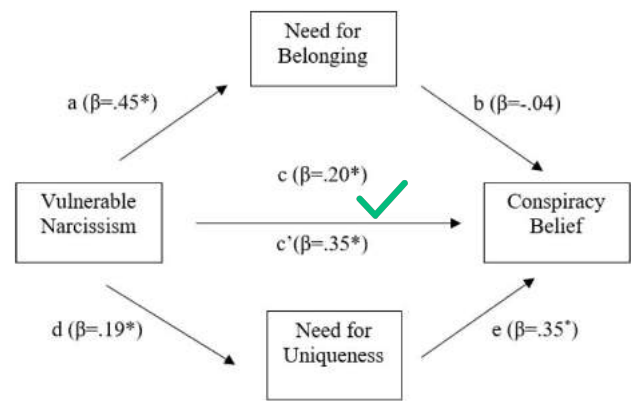 Need for
Belonging
a (β=.45*)
b (β=-.04)
c (β=.20*)
Vulnerable
Narcissism
Conspiracy
Belief
c’(β=.35*)
d (β=.19*)
Need for
Uniqueness
e (β=.35*)